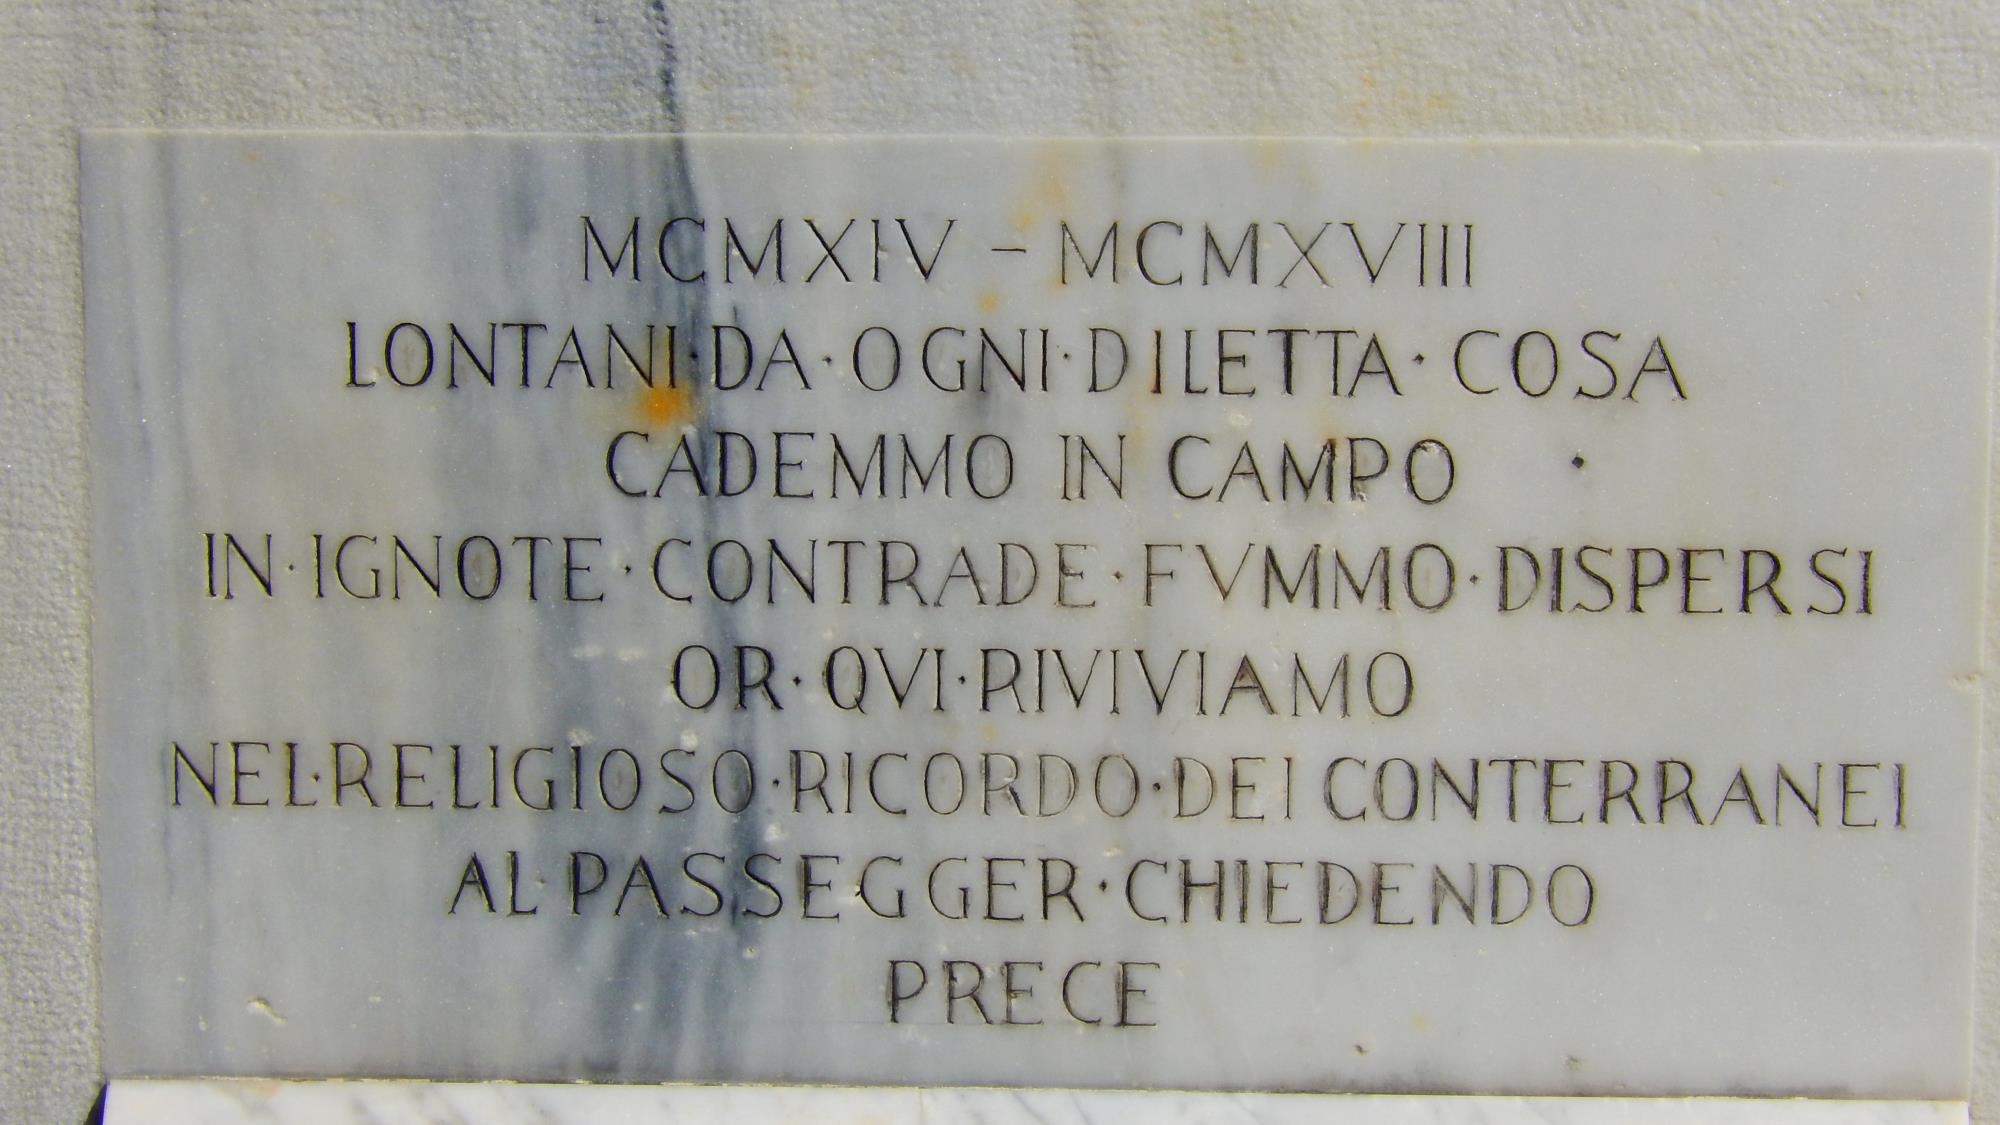 MCMXIV – MCMXVIII
LONTANI·DA·OGNI·DILETTA·COSA
CADEMMO IN CAMPO ·
IN·IGNOTE·CONTRADE·FVMMO·DISPERSI
OR·QVI·RIVIVIAMO
NEL·RELIGIOSO·RICORDO·DEI CONTERRANEI
AL·PASSEGGER·CHIEDENDO
PRECE